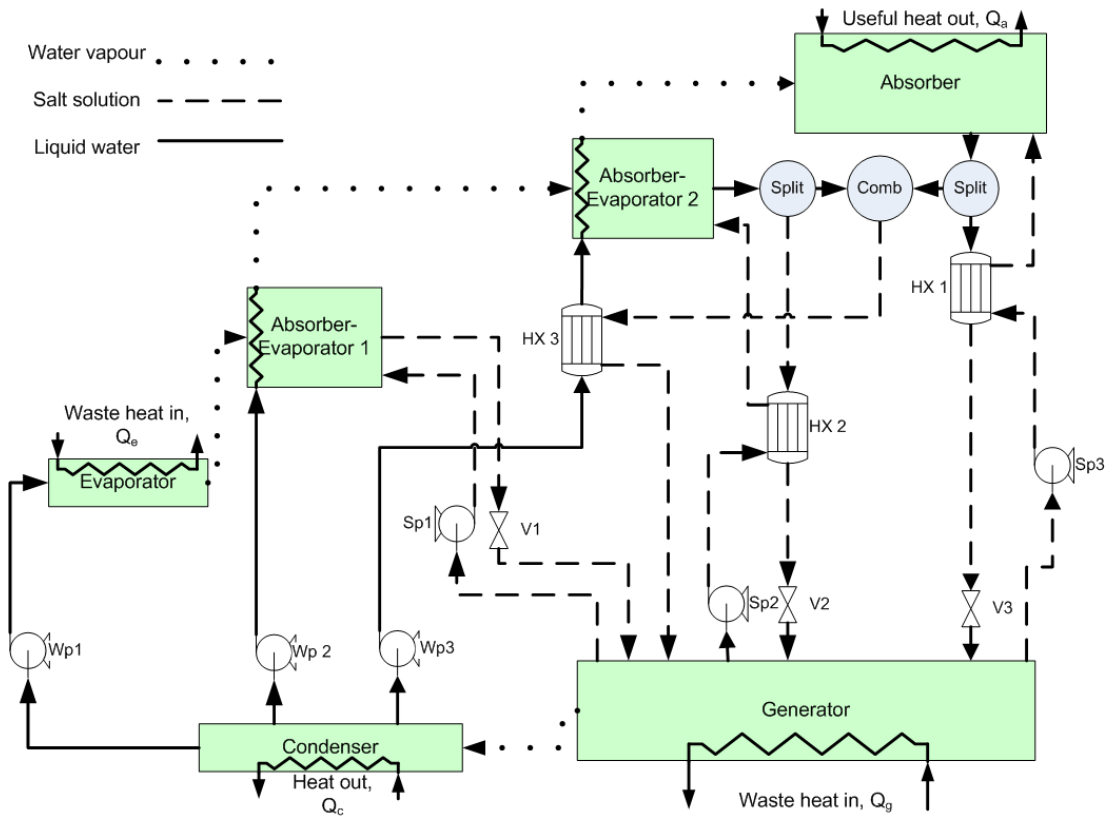 Useful heat out, Qa
Water vapour
Salt solution
Liquid water
Absorber
Absorber-
Evaporator 2
Split
Comb
Split
HX 1
Absorber-
Evaporator 1
HX 3
Waste heat in,
Qe
Evaporator
HX 2
Sp3
Sp1
V1
Sp2
V2
V3
Wp1
Wp 2
Wp3
Generator
Condenser
Heat out,
Qc
Waste heat in, Qg